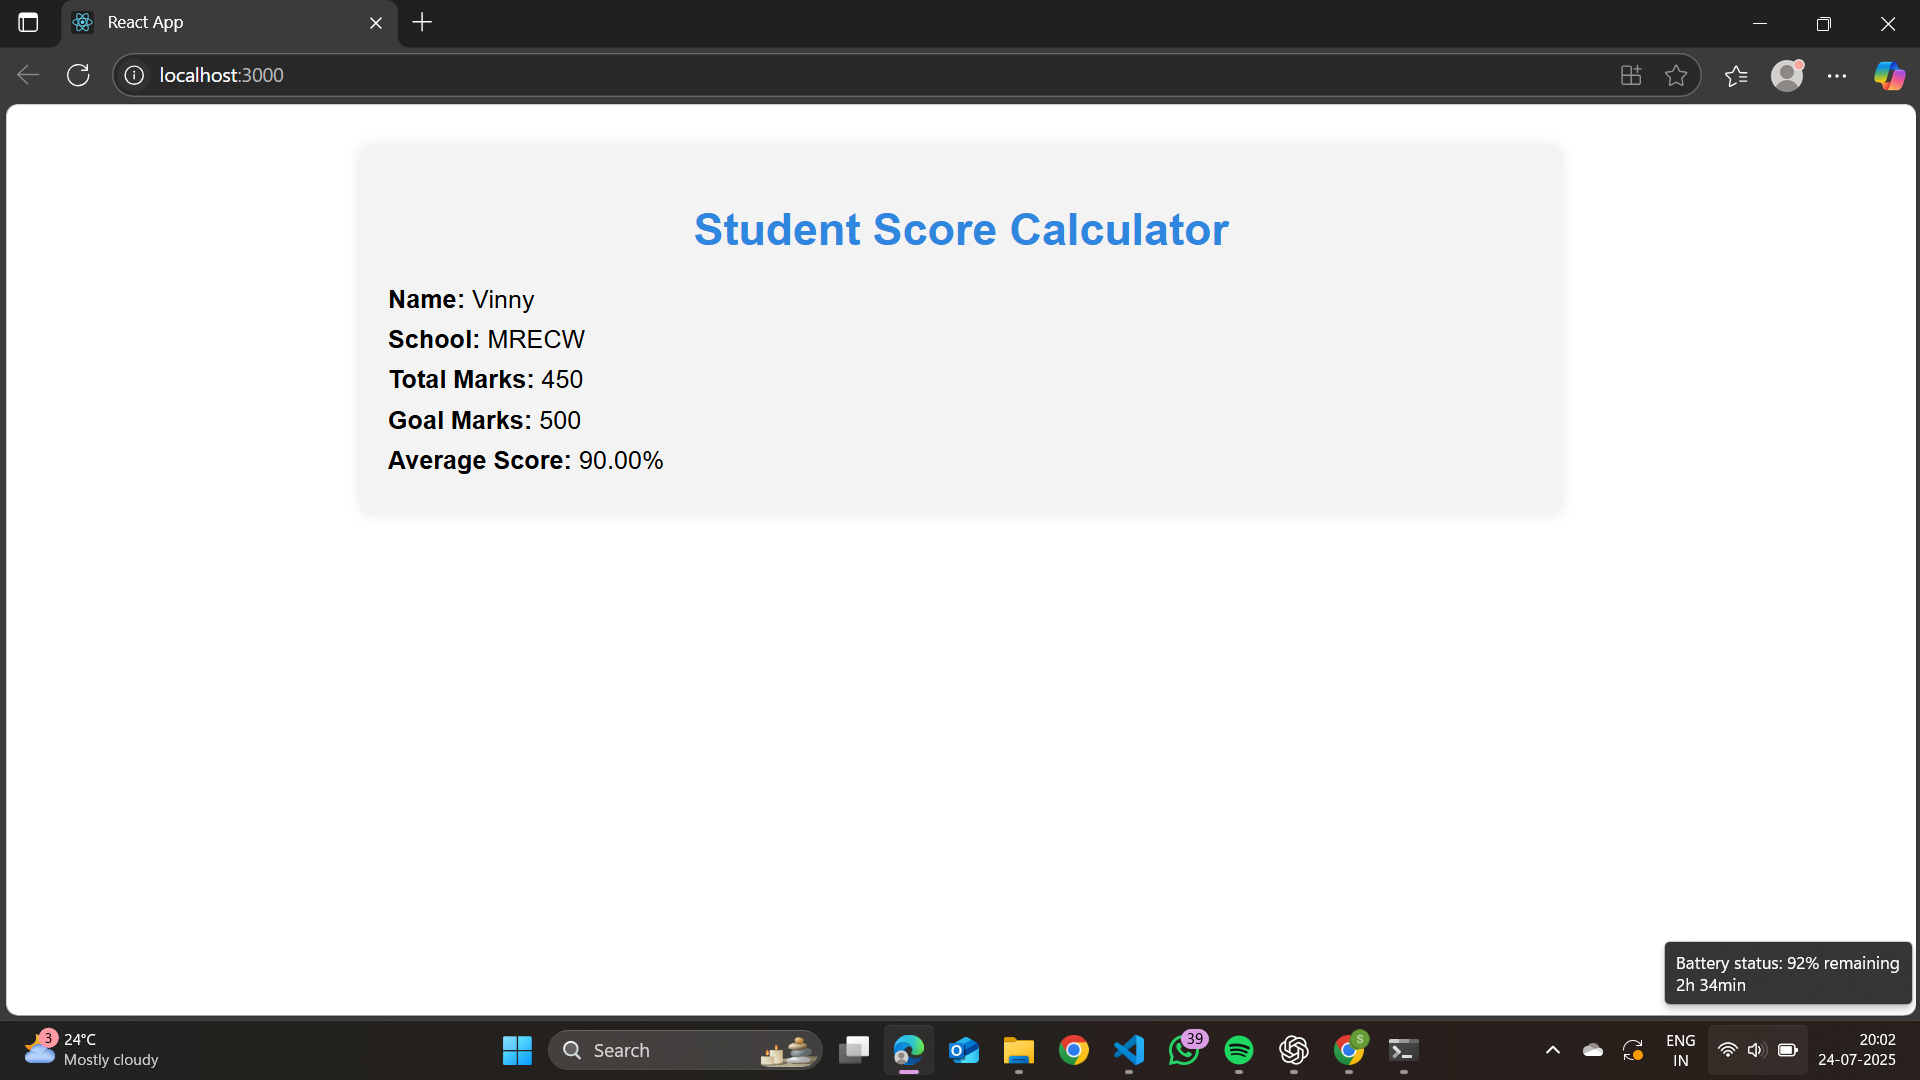 React App
localhost:3000
Student Score Calculator
Name: Vinny
School: MRECW
Total Marks: 450
Goal Marks: 500
Average Score: 90.00%
Battery status: 92% remaining
2h 34min
3
24°C
Mostly cloudy
Search
39
S
ENG
IN
20:02
24-07-2025